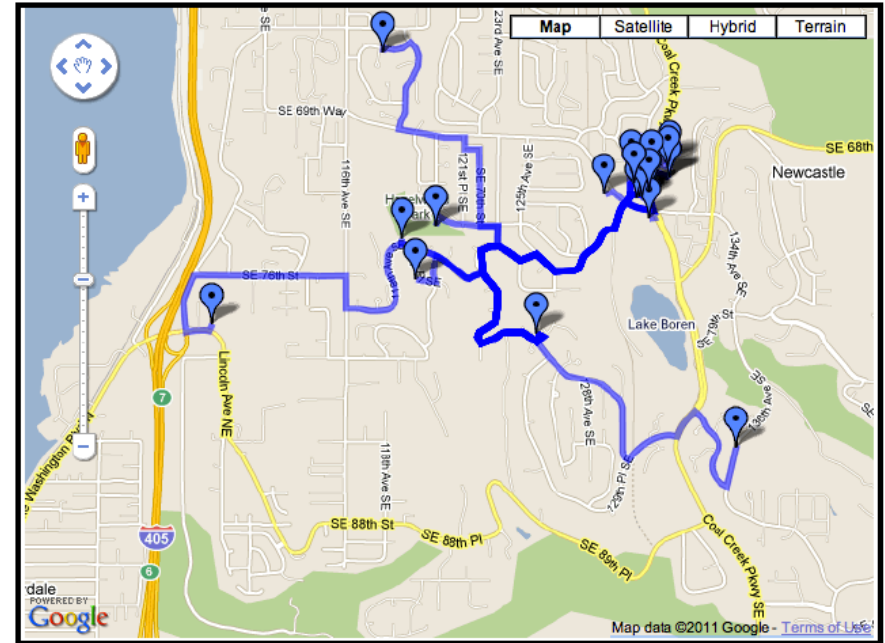 Map Satellite Hybrid Terrain
23rd Ave SE
Coal Creek Pkwy
SE 69th Way
SE 68th
116th Ave SE
121st Pl SE
SE 70th St
125th Ave SE
Newcastle
Park
134th Ave SE
SE 76th St
SE
Lake Boren
SE 79th St
Lincoln Ave NE
7
128th Ave SE
136th Ave SE
118th Ave SE
129th Pl SE
Washington
SE 88th St
SE 88th Pl
SE 89th Pl
Coal Creek Pkwy SE
405
6
dale
POWERED BY
Google
Map data ©2011 Google - Terms of Use